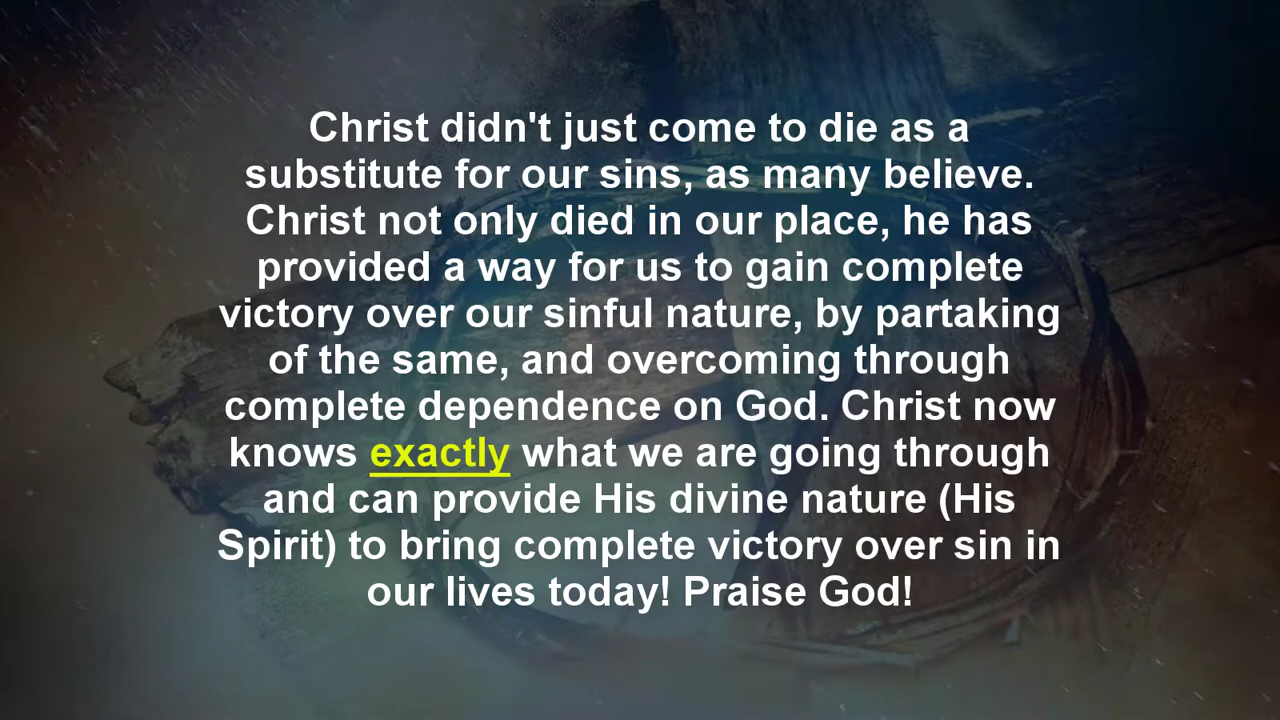 Christ didn't just come to die as a
substitute for our sins, as many believe.
Christ not only died in our place, he has
provided a way for us to gain complete
victory over our sinful nature, by partaking
of the same, and overcoming through
complete dependence on God. Christ now
knows exactly what we are going through
and can provide His divine nature (His
Spirit) to bring complete victory over sin in
our lives today! Praise God!